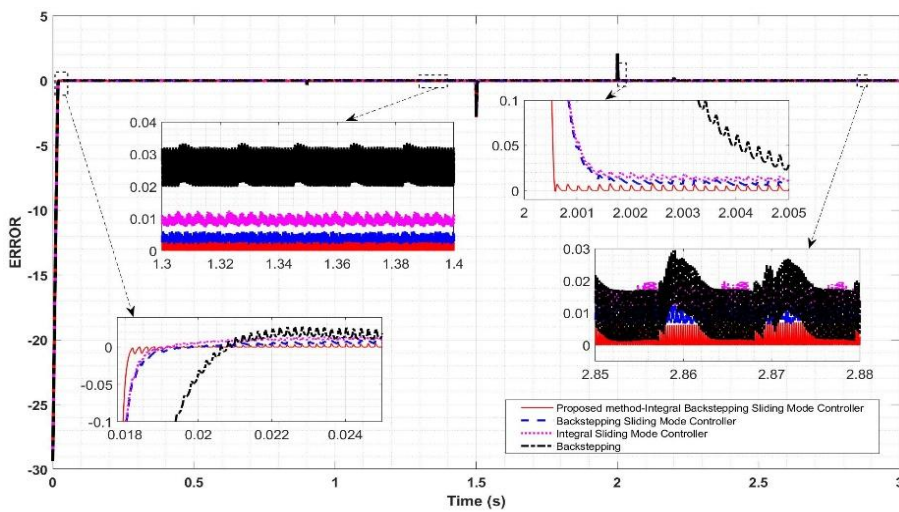 5
0
-5
-10
-15
-20
-25
-30
ERROR
0 0.5 1 1.5 2 2.5 3
Time (s)
0.04
0.03
0.02
0.01
0
1.3 1.32 1.34 1.36 1.38 1.4
0.1
0.05
0
2 2.001 2.002 2.003 2.004 2.005
0
-0.05
-0.1
0.018 0.02 0.022 0.024
0.03
0.02
0.01
0
2.85 2.86 2.87 2.88
Proposed method-Integral Backstepping Sliding Mode Controller
Backstepping Sliding Mode Controller
Integral Sliding Mode Controller
Backstepping